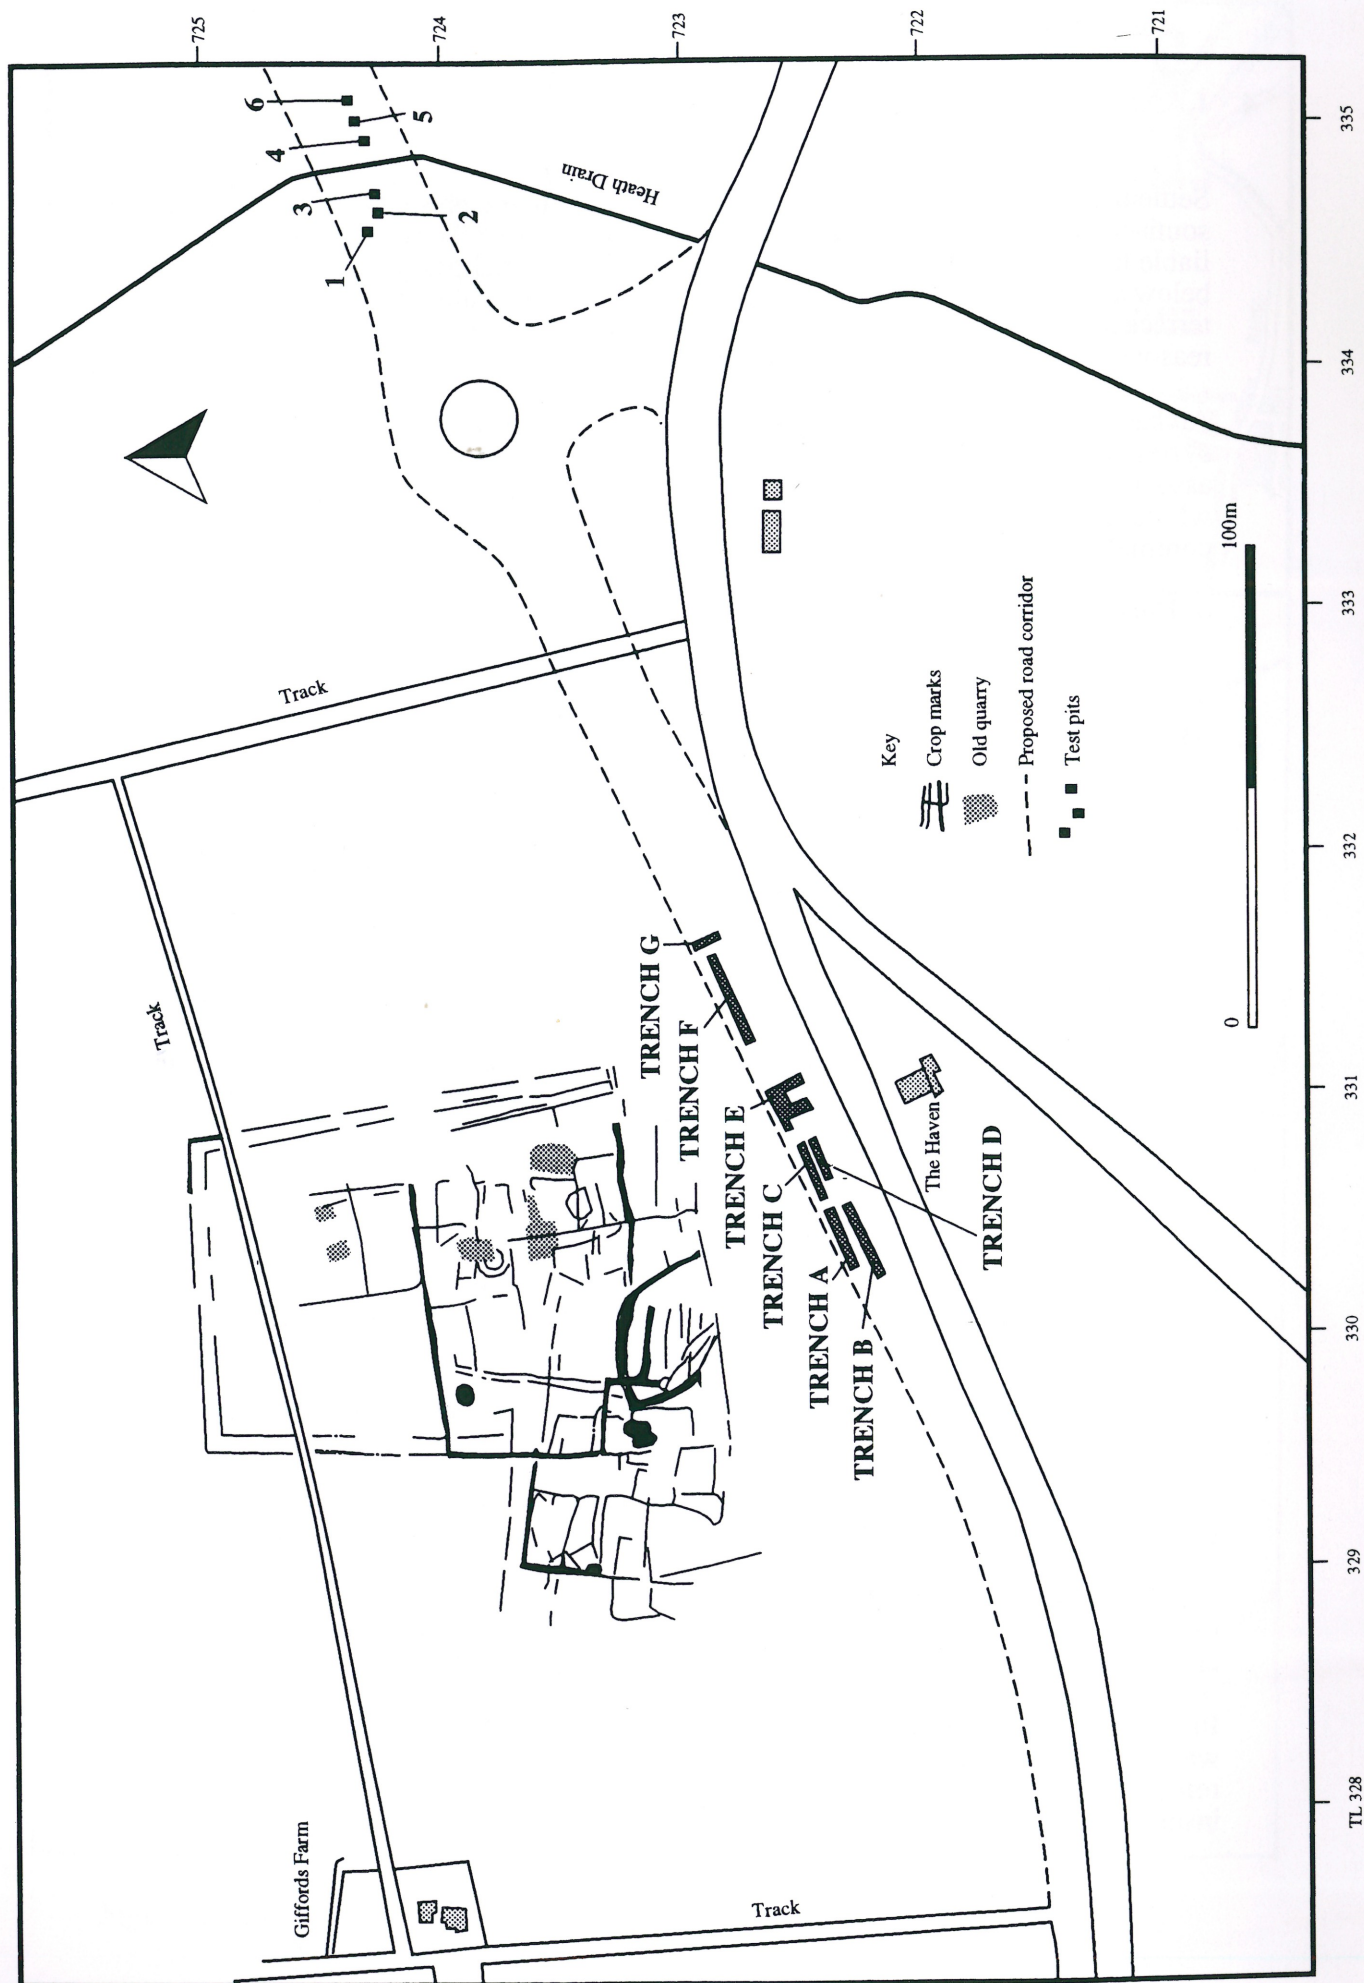 725
724
723
722
721
6
5
4
3
2
1
Heath Drain
Track
Track
TRENCH G
TRENCH F
TRENCH E
TRENCH C
TRENCH A
TRENCH B
TRENCH D
The Haven
Key
Crop marks
Old quarry
Proposed road corridor
Test pits
0
100m
Giffords Farm
Track
TL 328
329
330
331
332
333
334
335